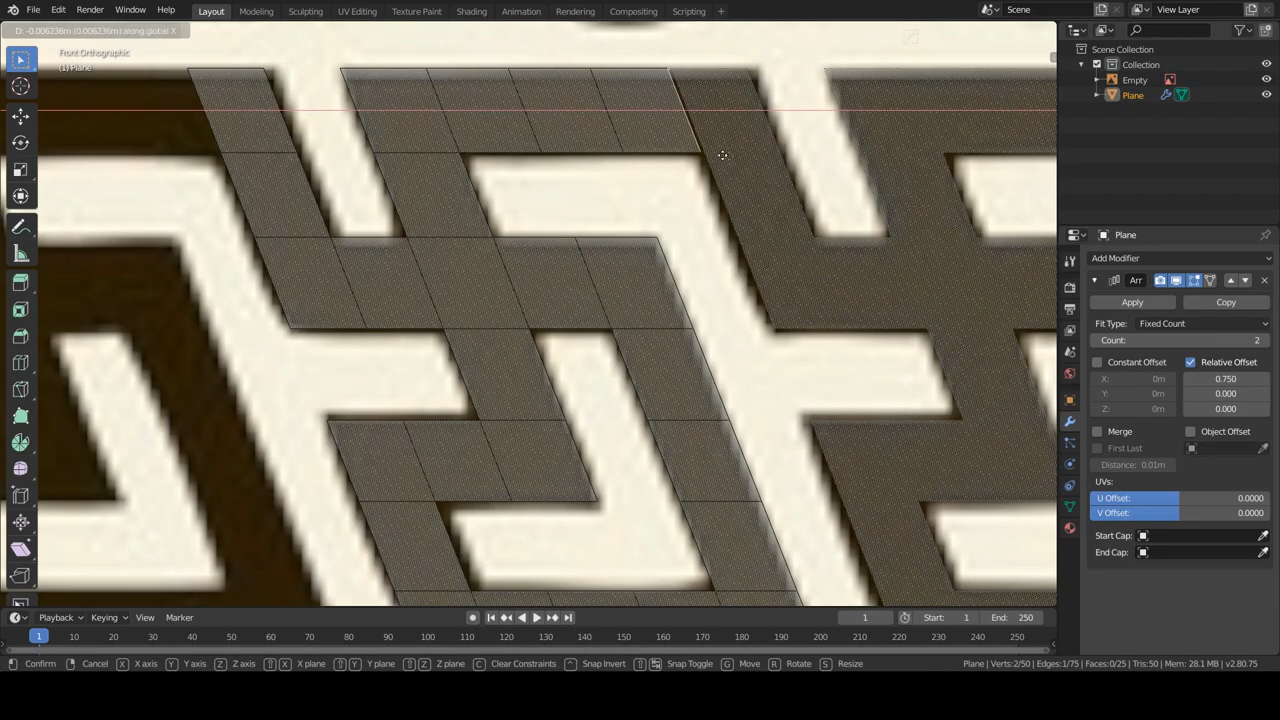 File Edit Render Window Help Layout Modeling Sculpting UV Editing Texture Paint Shading Animation Rendering Compositing Scripting + Scene View Layer
D: -0.006236m (0.006236m) along global X
Front Orthographic
(1) Plane
Scene Collection
Collection
Empty
Plane
Plane
Add Modifier
Arr
Apply Copy
Fit Type: Fixed Count
Count: 2
Constant Offset Relative Offset
X: 0m 0.750
Y: 0m 0.000
Z: 0m 0.000
Merge Object Offset
First Last
Distance: 0.01m
UVs:
U Offset: 0.0000
V Offset: 0.0000
Start Cap:
End Cap:
Playback Keying View Marker 1 Start: 1 End: 250
1 10 20 30 40 50 60 70 80 90 100 110 120 130 140 150 160 170 180 190 200 210 220 230 240 250
Confirm Cancel X X axis Y Y axis Z Z axis X X plane Y Y plane Z Z plane C Clear Constraints Snap Invert Snap Toggle G Move R Rotate S Resize Plane | Verts:2/50 | Edges:1/75 | Faces:0/25 | Tris:50 | Mem: 28.1 MB | v2.80.75